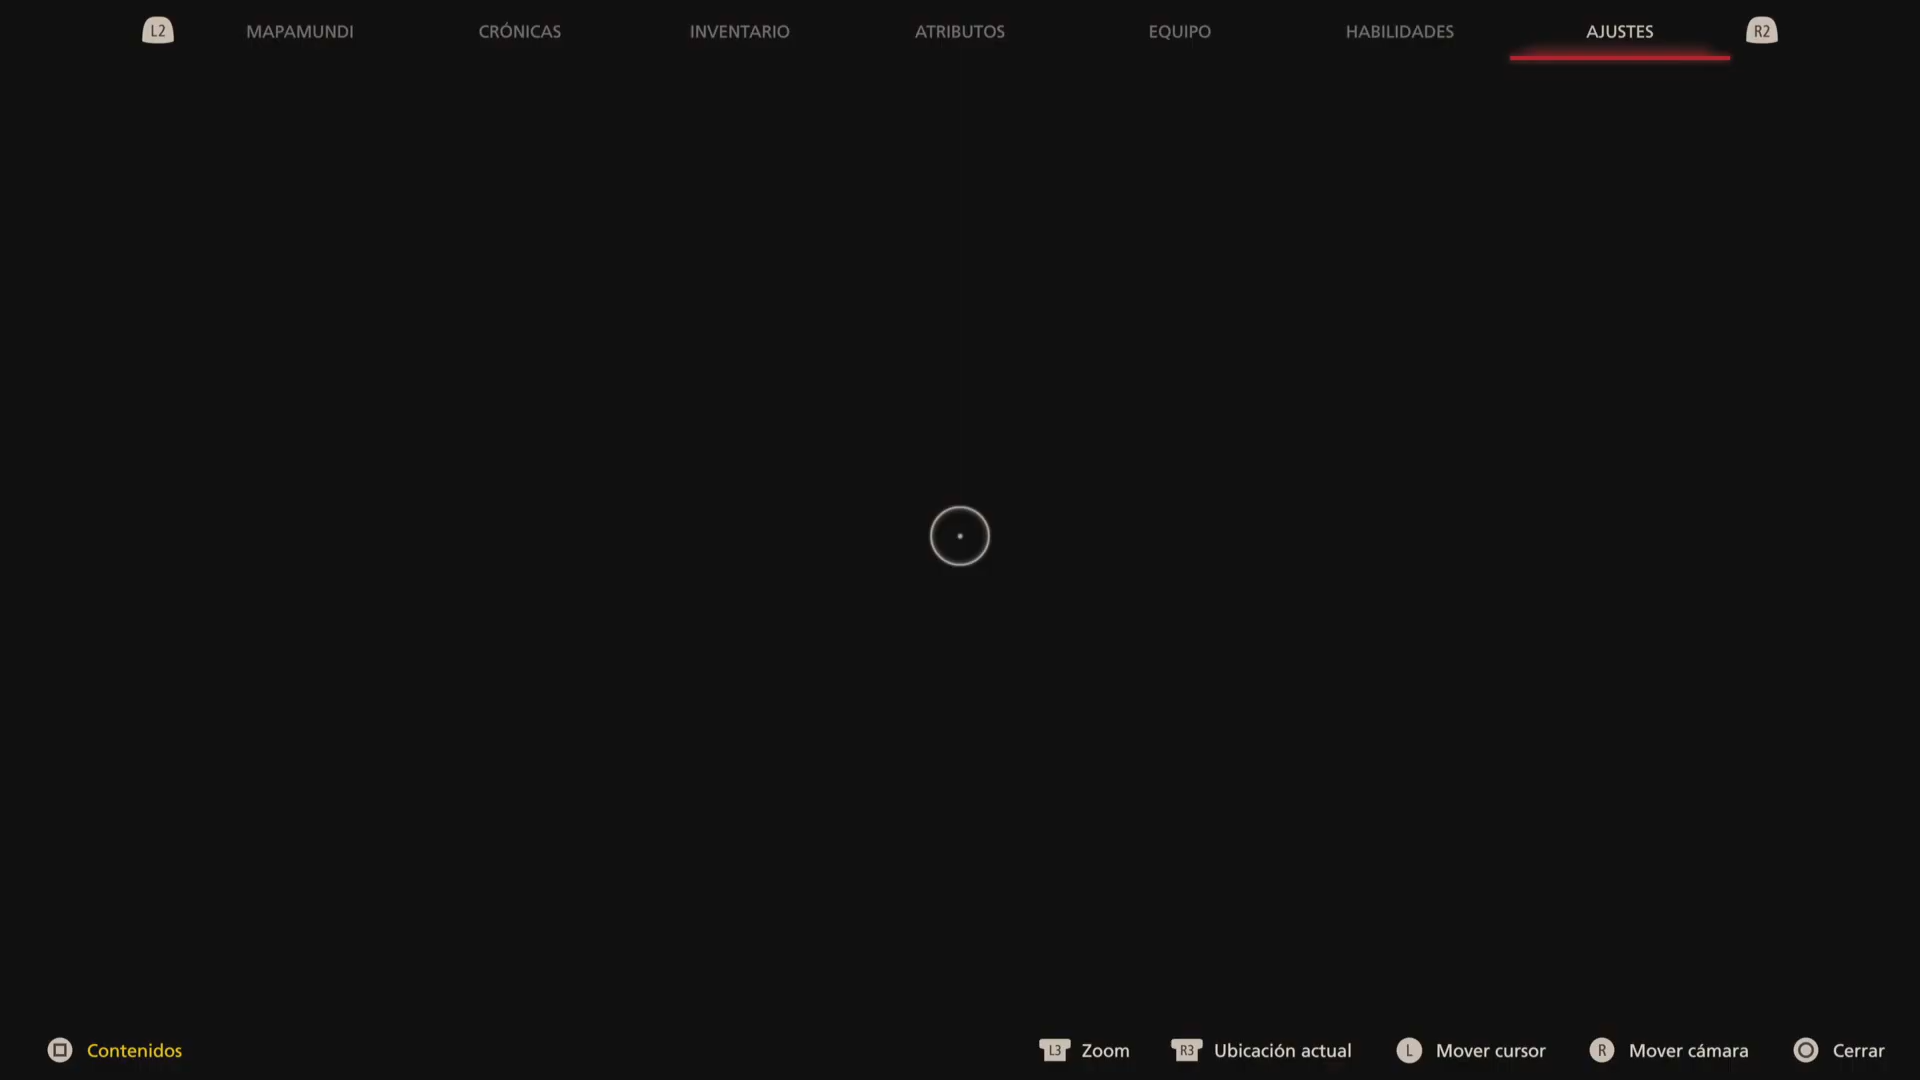 L2 MAPAMUNDI CRÓNICAS INVENTARIO ATRIBUTOS EQUIPO HABILIDADES AJUSTES R2
Contenidos L3 Zoom R3 Ubicación actual L Mover cursor R Mover cámara Cerrar